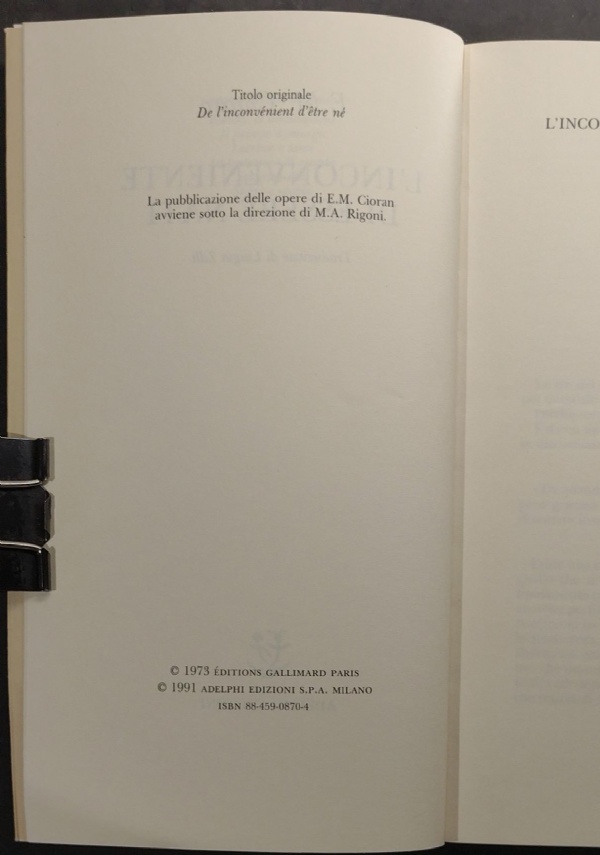 Titolo originale
De l'inconvénient d'être né
La pubblicazione delle opere di E.M. Cioran
avviene sotto la direzione di M.A. Rigoni.
© 1973 ÉDITIONS GALLIMARD PARIS
© 1991 ADELPHI EDIZIONI S.P.A. MILANO
ISBN 88-459-0870-4
L'INCO